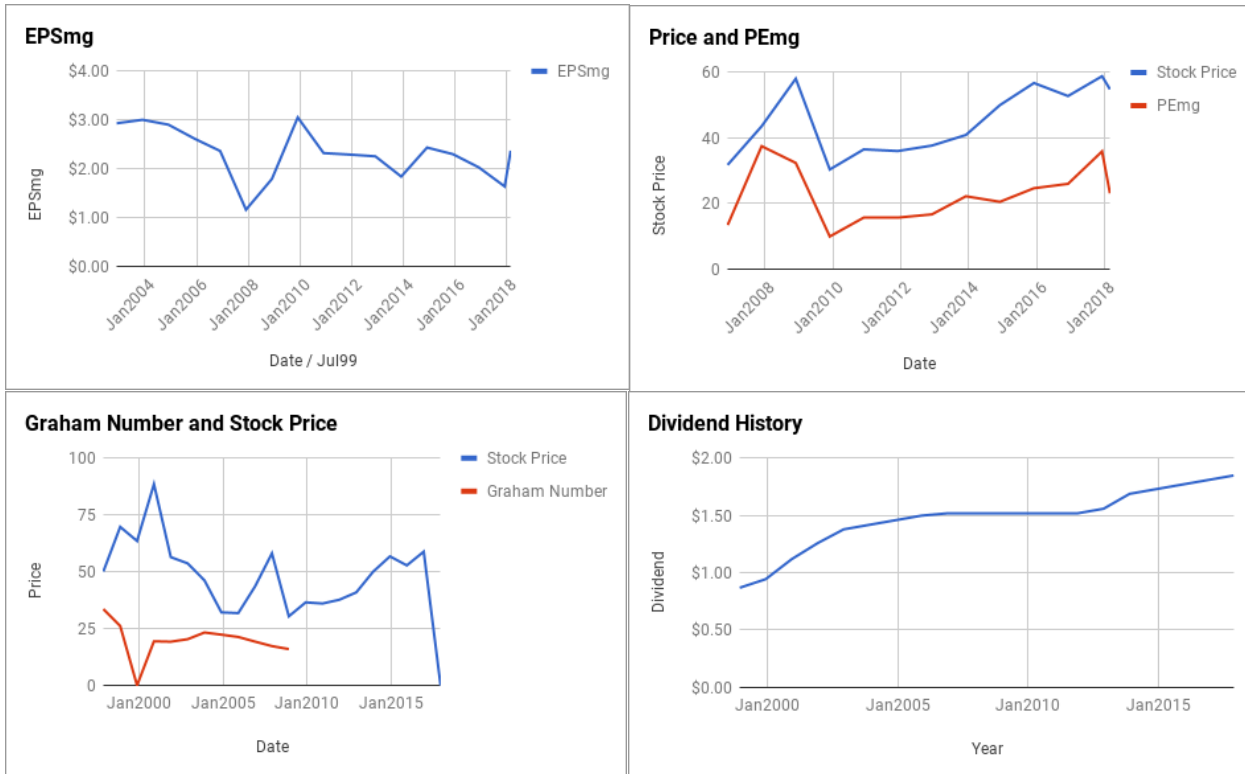 EPSmg
EPSmg
$4.00
$3.00
$2.00
$1.00
$0.00
EPSmg
Jan2004
Jan2006
Jan2008
Jan2010
Jan2012
Jan2014
Jan2016
Jan2018
Date / Jul99
Price and PEmg
Stock Price
PEmg
60
40
20
0
Stock Price
Jan2008
Jan2010
Jan2012
Jan2014
Jan2016
Jan2018
Date
Graham Number and Stock Price
Stock Price
Graham Number
100
75
50
25
0
Price
Jan2000
Jan2005
Jan2010
Jan2015
Date
Dividend History
$2.00
$1.50
$1.00
$0.50
$0.00
Dividend
Jan2000
Jan2005
Jan2010
Jan2015
Year